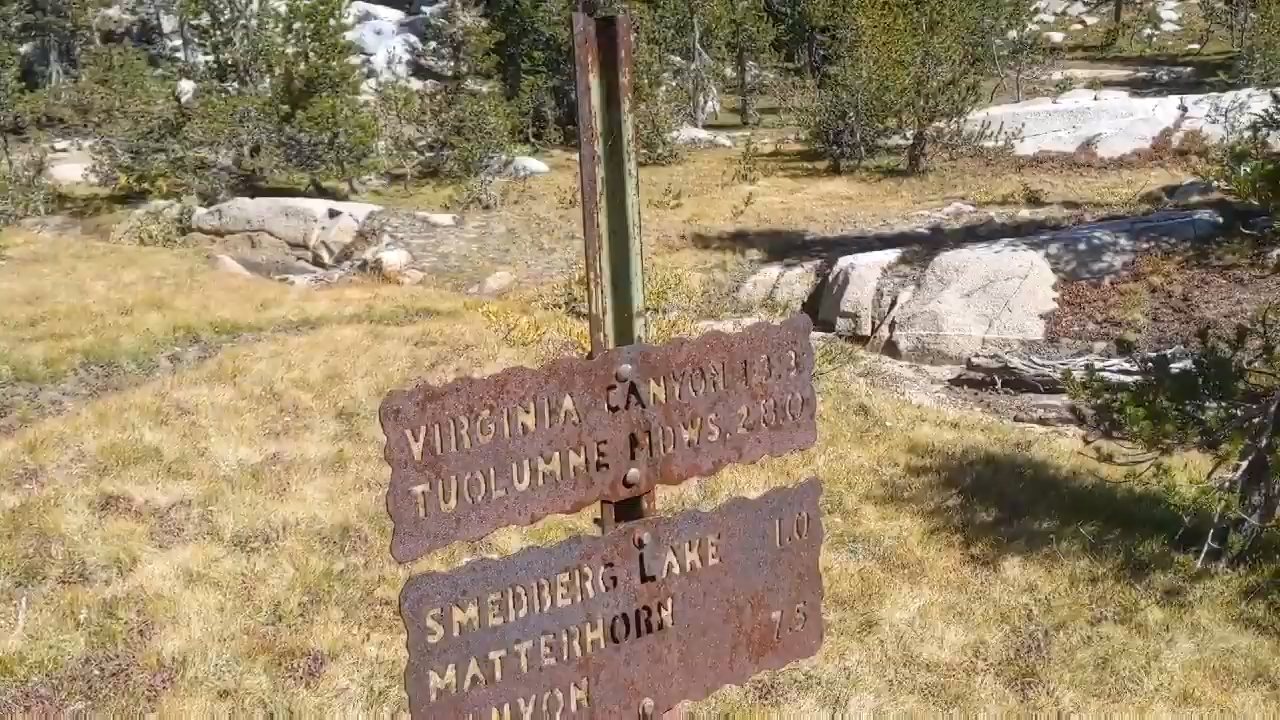 VIRGINIA CANYON 13.3
TUOLUMNE MDWS. 28.0
SMEDBERG LAKE 1.0
MATTERHORN 7.5